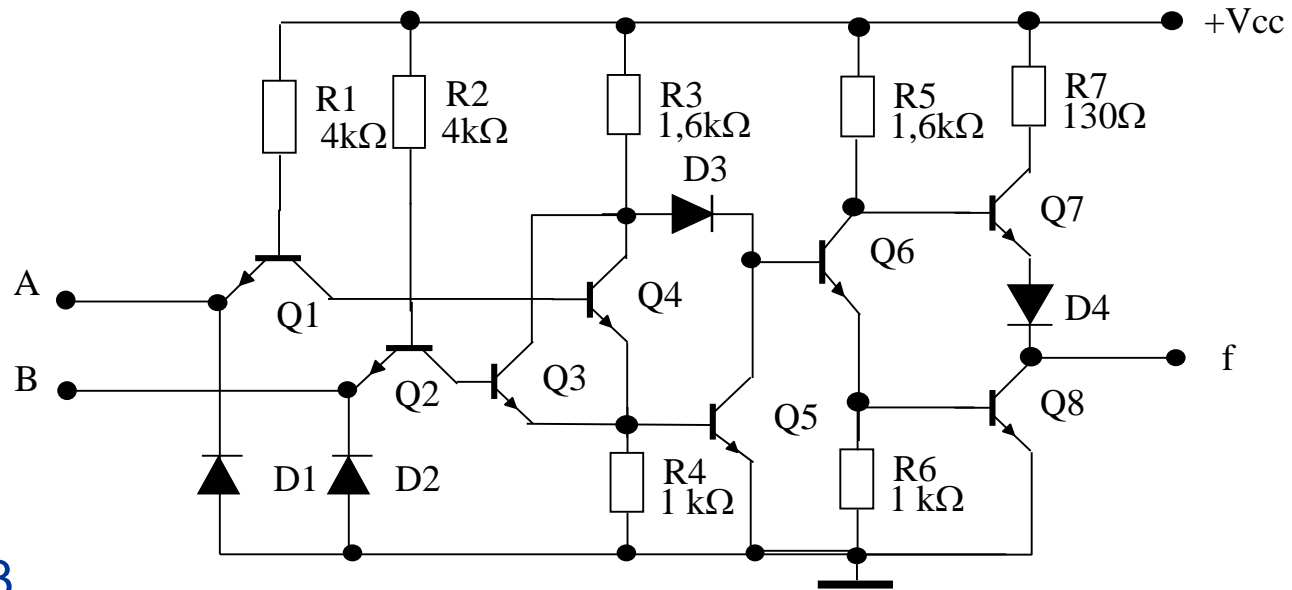 +Vcc
R1
4kΩ
R2
4kΩ
R3
1,6kΩ
R5
1,6kΩ
R7
130Ω
D3
Q7
Q6
A
Q1
Q4
D4
f
B
Q2
Q3
Q5
Q8
D1
D2
R4
1 kΩ
R6
1 kΩ